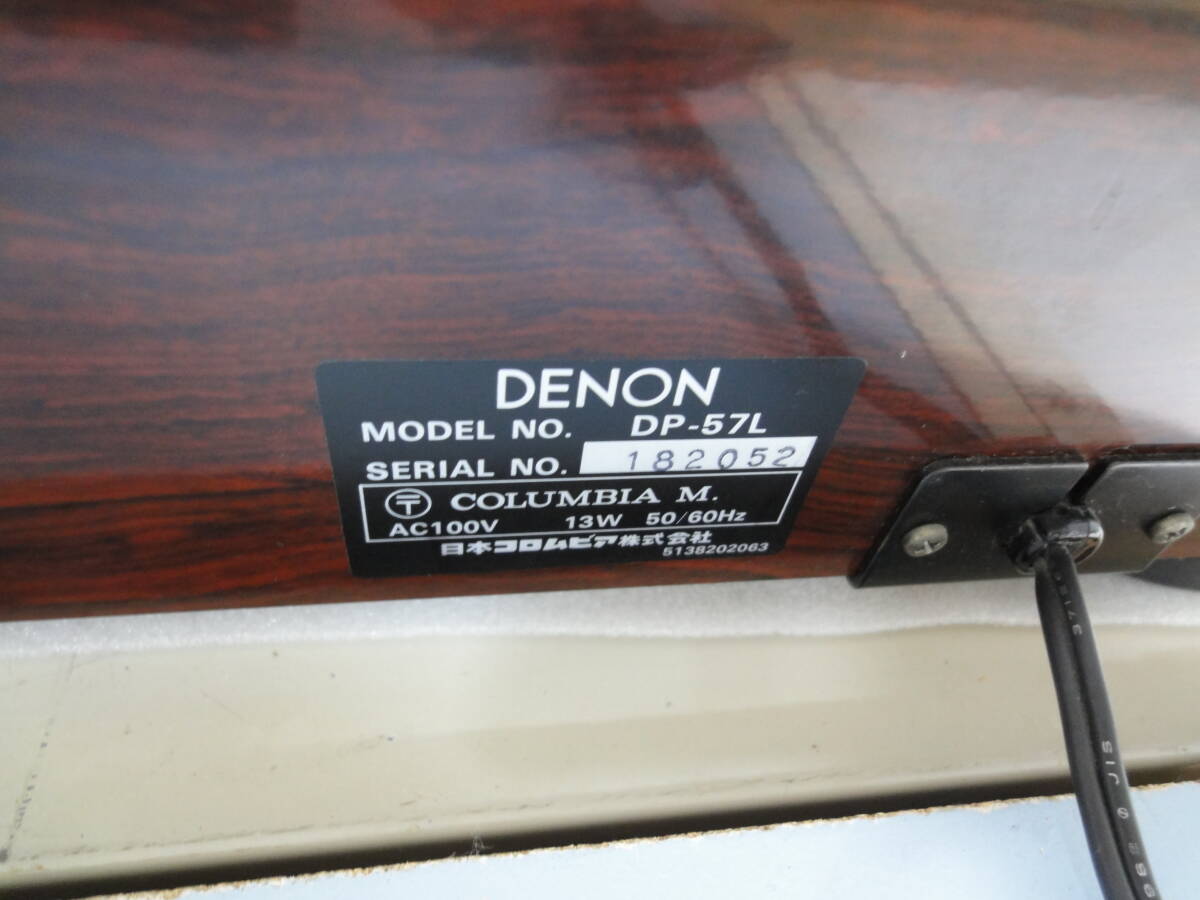 DENON
MODEL NO. DP-57L
SERIAL NO. 182052
〶 COLUMBIA M.
AC100V 13W 50/60Hz
日本コロムビア株式会社
5138202063
JIS